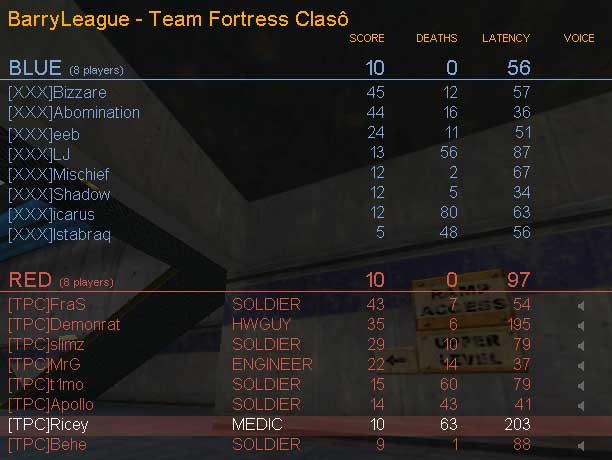 BarryLeague - Team Fortress Clasô
SCORE DEATHS LATENCY VOICE
BLUE (8 players) 10 0 56
[XXX]Bizzare 45 12 57
[XXX]Abomination 44 16 36
[XXX]eeb 24 11 51
[XXX]LJ 13 56 87
[XXX]Mischief 12 2 67
[XXX]Shadow 12 5 34
[XXX]icarus 12 80 63
[XXX]Istabraq 5 48 56
RED (8 players) 10 0 97
[TPC]FraS SOLDIER 43 7 54
[TPC]Demonrat HWGUY 35 6 195
[TPC]slimz SOLDIER 29 10 79
[TPC]MrG ENGINEER 22 14 37
[TPC]t1mo SOLDIER 15 60 79
[TPC]Apollo SOLDIER 14 43 41
[TPC]Ricey MEDIC 10 63 203
[TPC]Behe SOLDIER 9 1 88
RAMP
ACCESS
UPPER
LEVEL